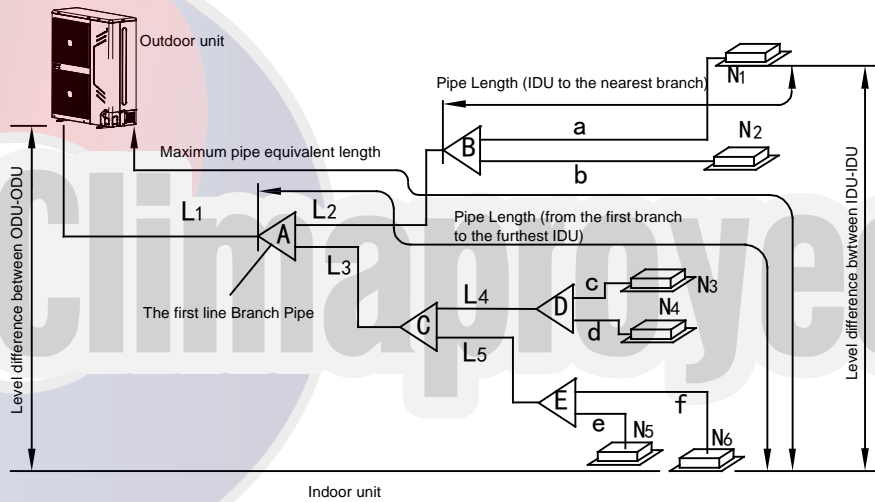 Outdoor unit
N1
Pipe Length (IDU to the nearest branch)
a
N2
B
Maximum pipe equivalent length
b
L1
L2
Pipe Length (from the first branch
to the furthest IDU)
A
L3
The first line Branch Pipe
C
L4
D
c
N3
N4
d
L5
E
f
e
N5
N6
Indoor unit
Level difference between ODU-ODU
Level difference bwtween IDU-IDU
Climaproye